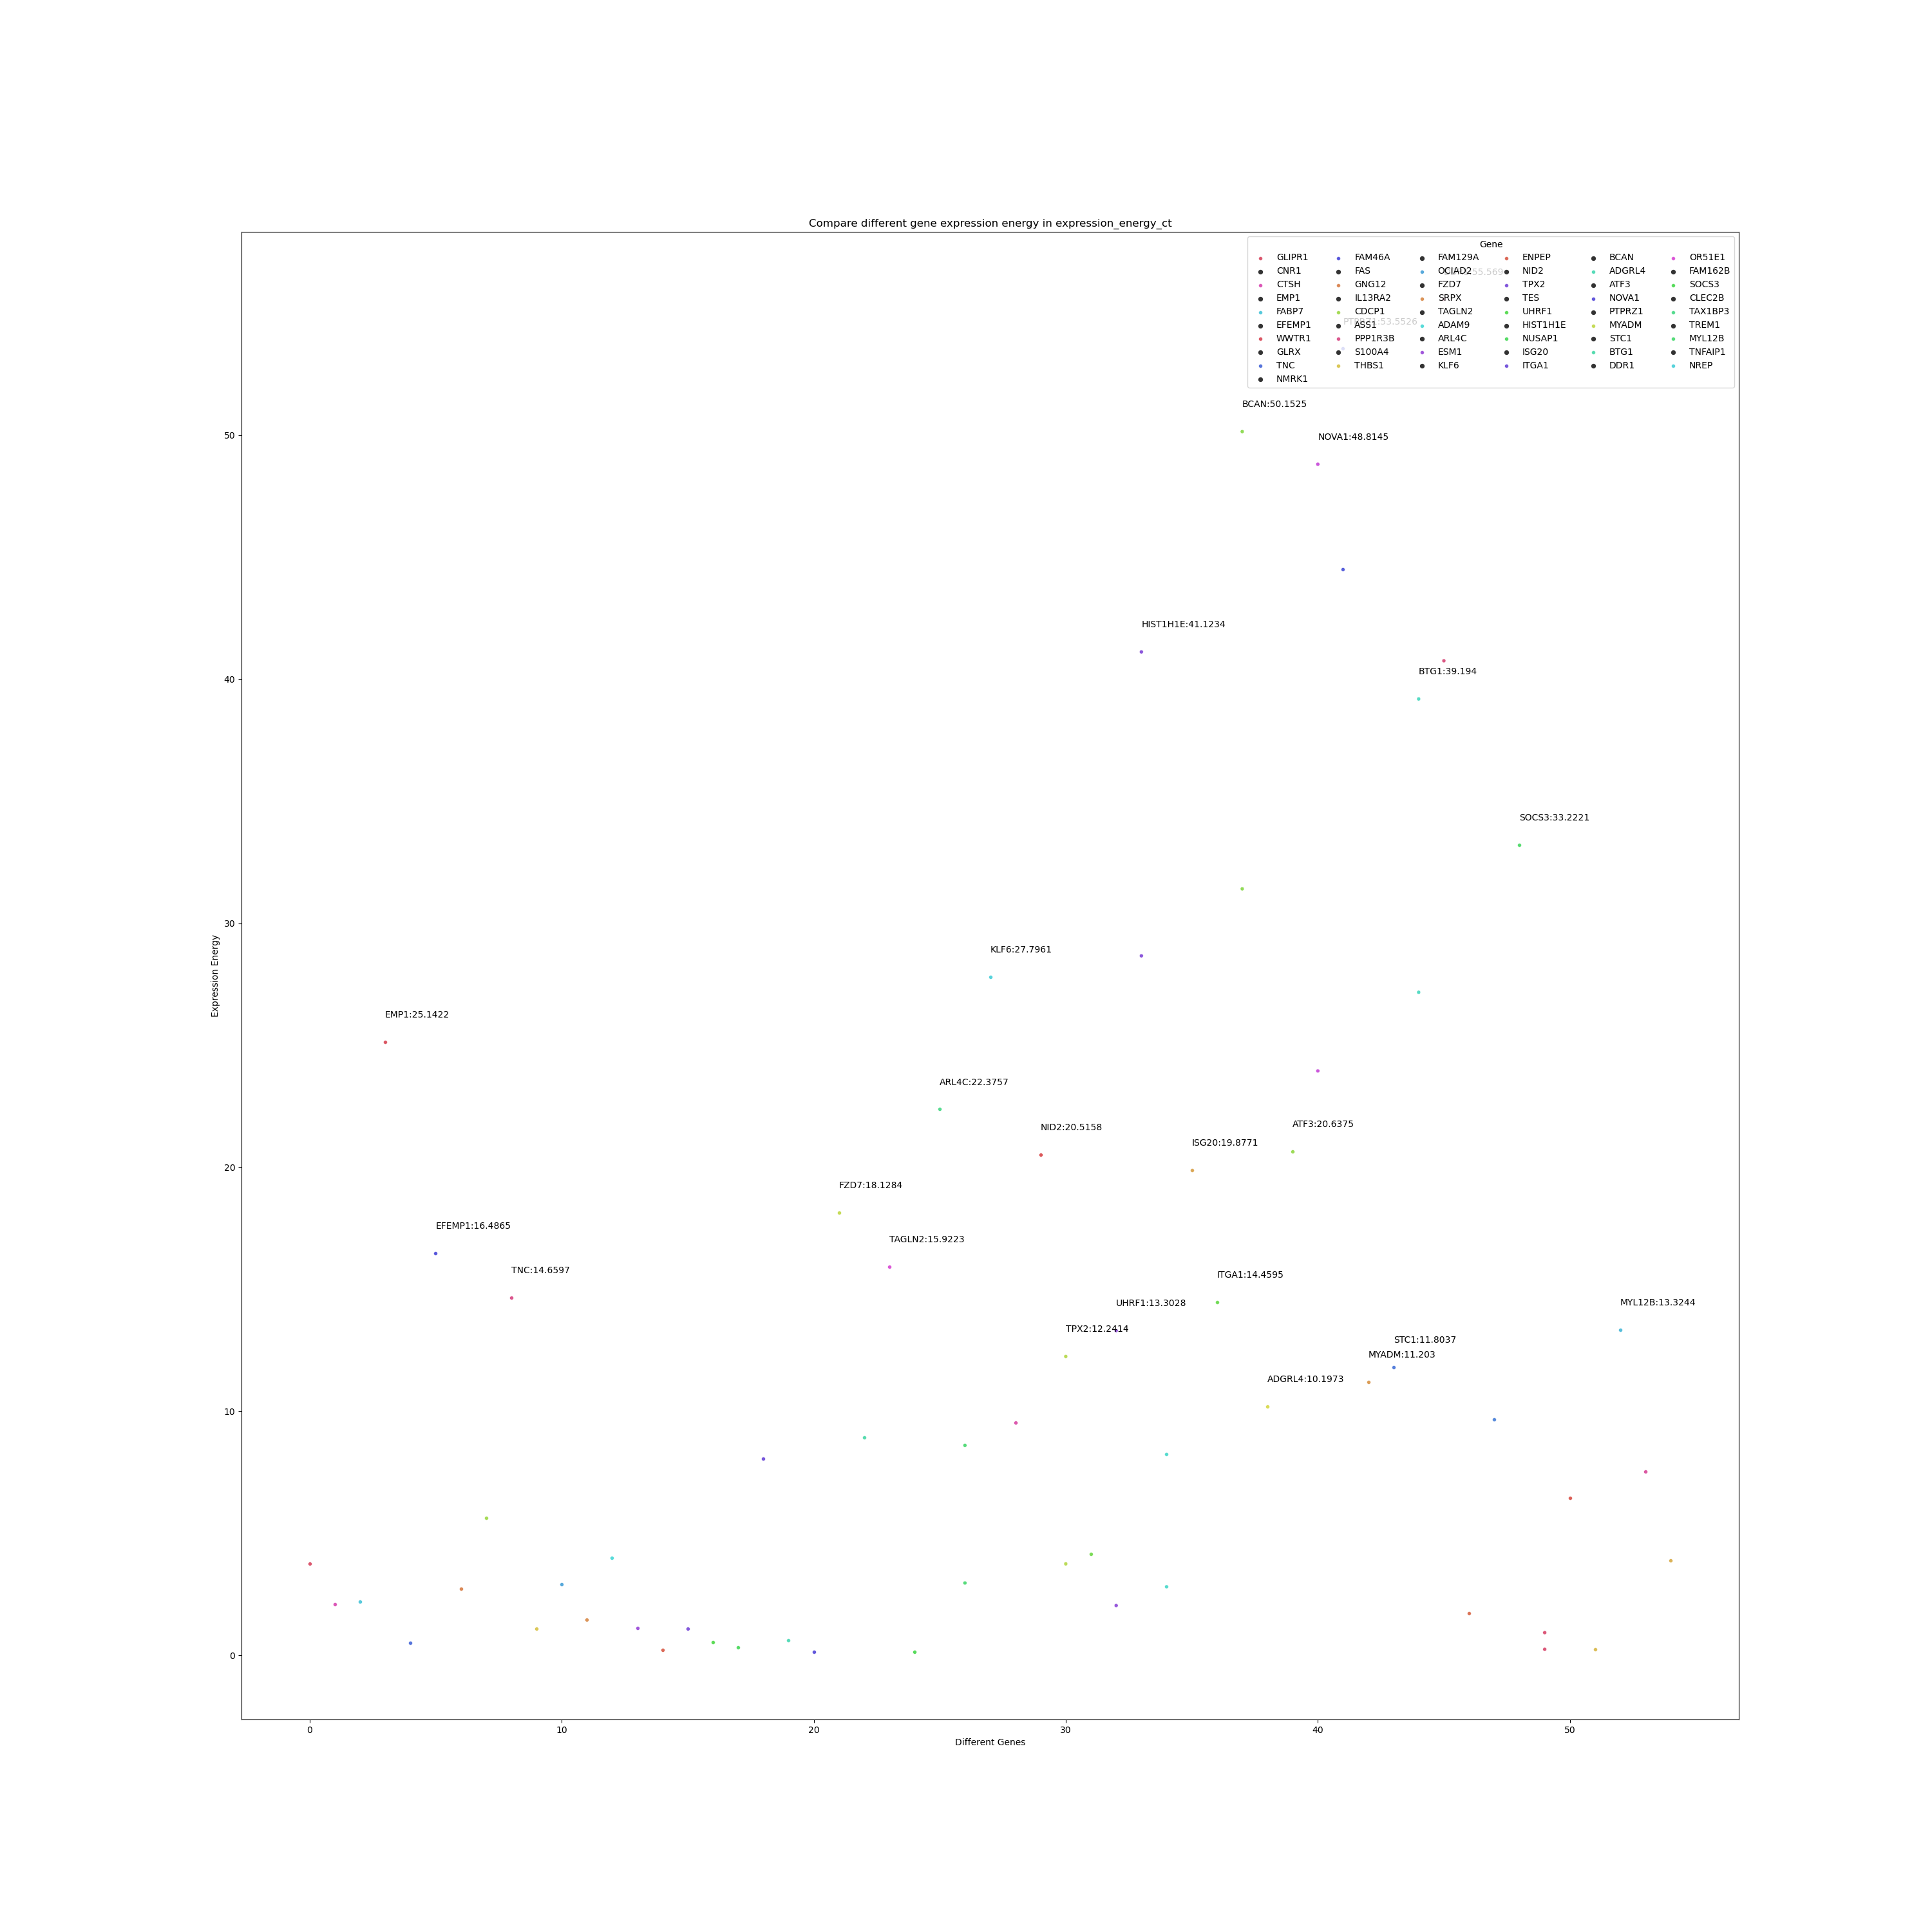 Compare different gene expression energy in expression_energy_ct
Gene
GLIPR1 FAM46A FAM129A ENPEP BCAN OR51E1
CNR1 FAS OCIAD2 NID2 ADGRL4 FAM162B
CTSH GNG12 FZD7 TPX2 ATF3 SOCS3
EMP1 IL13RA2 SRPX TES NOVA1 CLEC2B
FABP7 CDCP1 TAGLN2 UHRF1 PTPRZ1 TAX1BP3
EFEMP1 ASS1 ADAM9 HIST1H1E MYADM TREM1
WWTR1 PPP1R3B ARL4C NUSAP1 STC1 MYL12B
GLRX S100A4 ESM1 ISG20 BTG1 TNFAIP1
TNC THBS1 KLF6 ITGA1 DDR1 NREP
NMRK1
BCAN:50.1525
50
NOVA1:48.8145
HIST1H1E:41.1234
40
BTG1:39.194
SOCS3:33.2221
30
KLF6:27.7961
Expression Energy
EMP1:25.1422
ARL4C:22.3757
NID2:20.5158
ATF3:20.6375
ISG20:19.8771
20
FZD7:18.1284
EFEMP1:16.4865
TAGLN2:15.9223
TNC:14.6597
ITGA1:14.4595
UHRF1:13.3028
MYL12B:13.3244
TPX2:12.2414
STC1:11.8037
MYADM:11.203
ADGRL4:10.1973
10
0
0 10 20 30 40 50
Different Genes